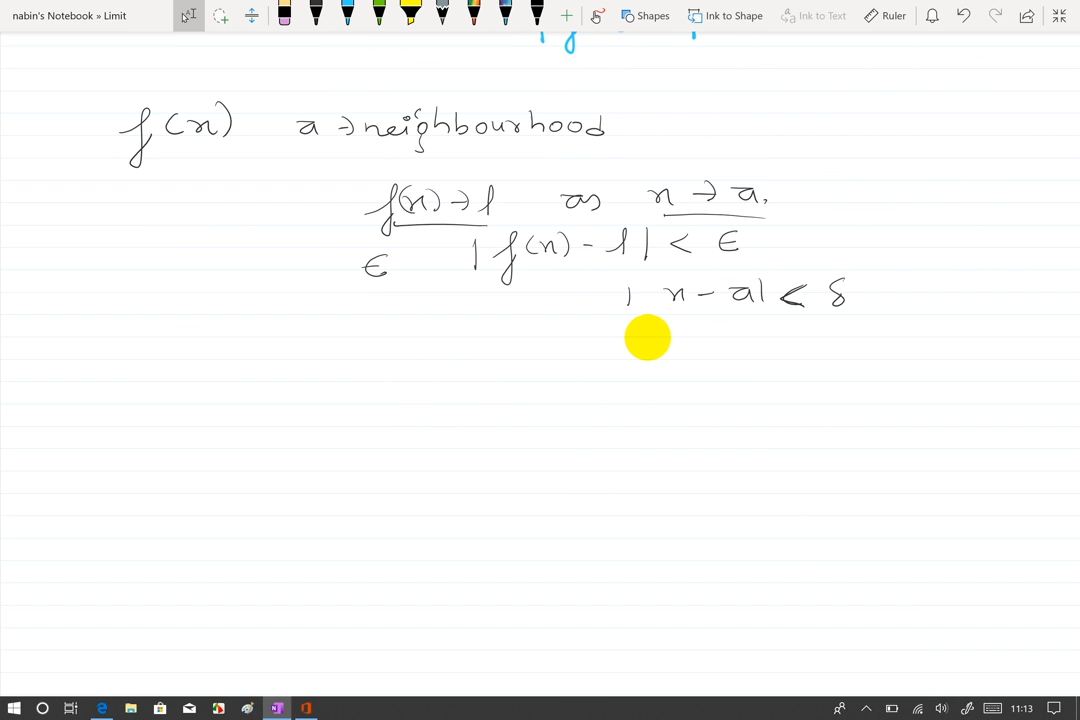 nabin's Notebook » Limit
Shapes Ink to Shape Ink to Text Ruler
f(x) a → neighbourhood
f(x) → l as x → a,
∈ |f(x) - l| < ∈
|x - a| < δ
11:13